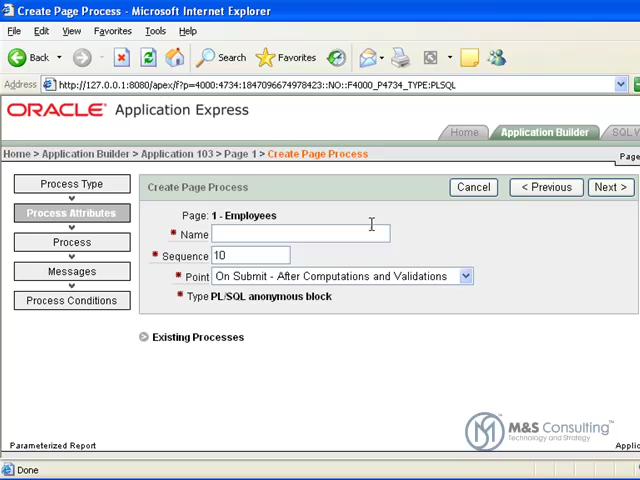 Create Page Process - Microsoft Internet Explorer
File Edit View Favorites Tools Help
Back Search Favorites
Address http://127.0.0.1:8080/apex/f?p=4000:4734:1847096674978423::NO::F4000_P4734_TYPE:PLSQL
ORACLE Application Express
Home Application Builder SQL W
Home > Application Builder > Application 103 > Page 1 > Create Page Process
Page
Process Type
Process Attributes
Process
Messages
Process Conditions
Create Page Process Cancel < Previous Next >
Page: 1 - Employees
* Name
* Sequence 10
* Point On Submit - After Computations and Validations
* Type PL/SQL anonymous block
Existing Processes
M&S Consulting
Technology and Strategy
Parameterized Report Applic
Done